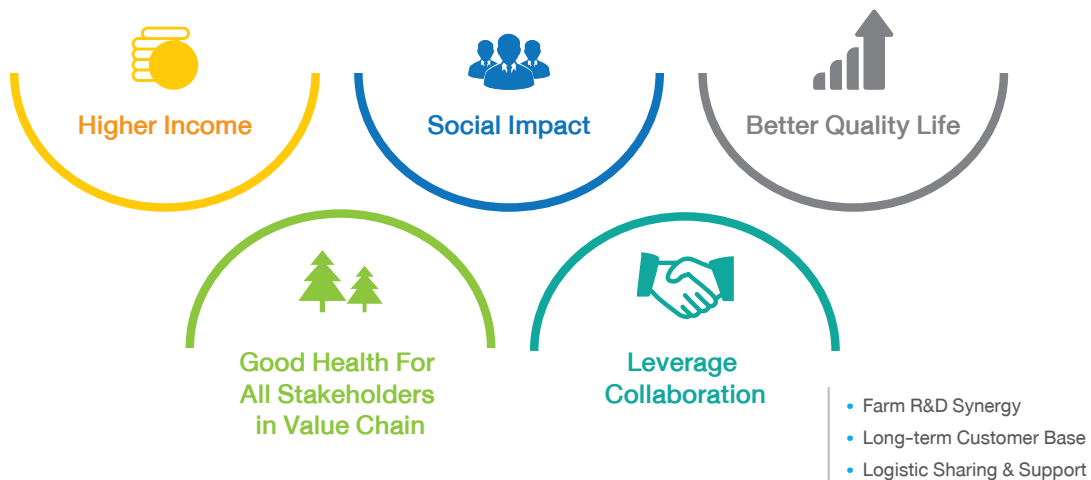 Higher Income
Social Impact
Better Quality Life
Good Health For
All Stakeholders
in Value Chain
Leverage
Collaboration
• Farm R&D Synergy
• Long-term Customer Base
• Logistic Sharing & Support